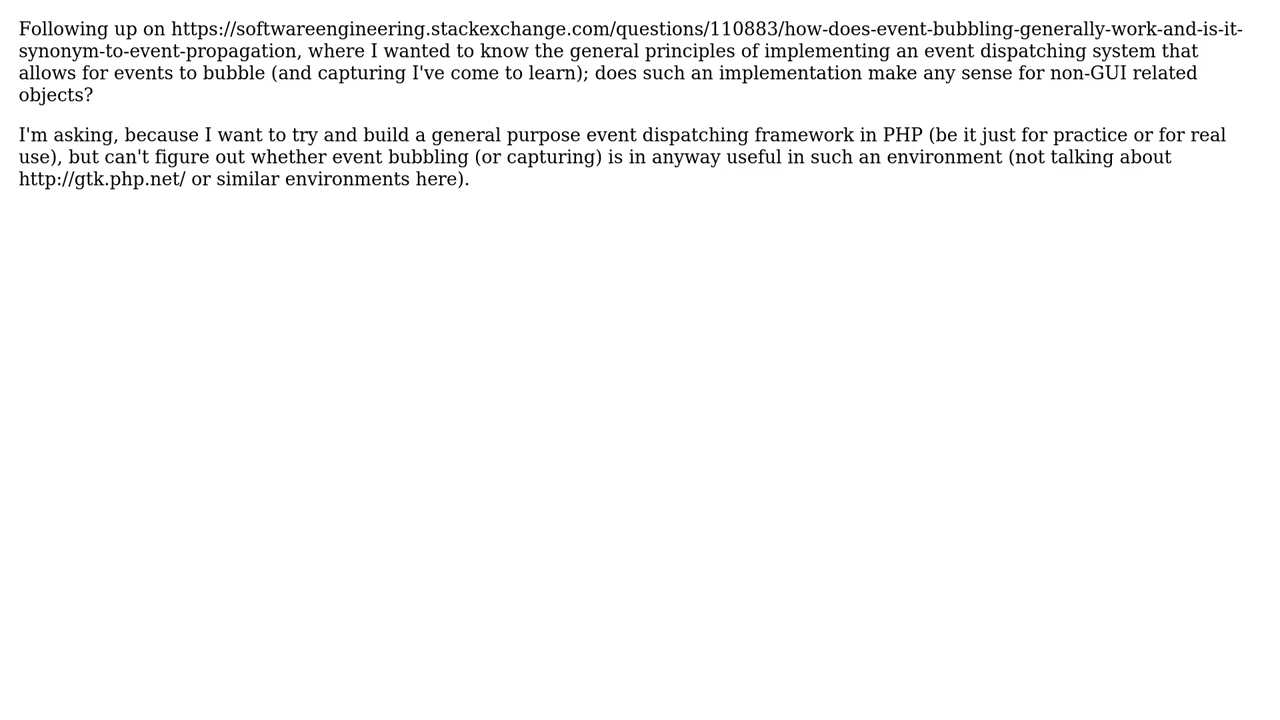 Following up on https://softwareengineering.stackexchange.com/questions/110883/how-does-event-bubbling-generally-work-and-is-it-
synonym-to-event-propagation, where I wanted to know the general principles of implementing an event dispatching system that
allows for events to bubble (and capturing I've come to learn); does such an implementation make any sense for non-GUI related
objects?
I'm asking, because I want to try and build a general purpose event dispatching framework in PHP (be it just for practice or for real
use), but can't figure out whether event bubbling (or capturing) is in anyway useful in such an environment (not talking about
http://gtk.php.net/ or similar environments here).